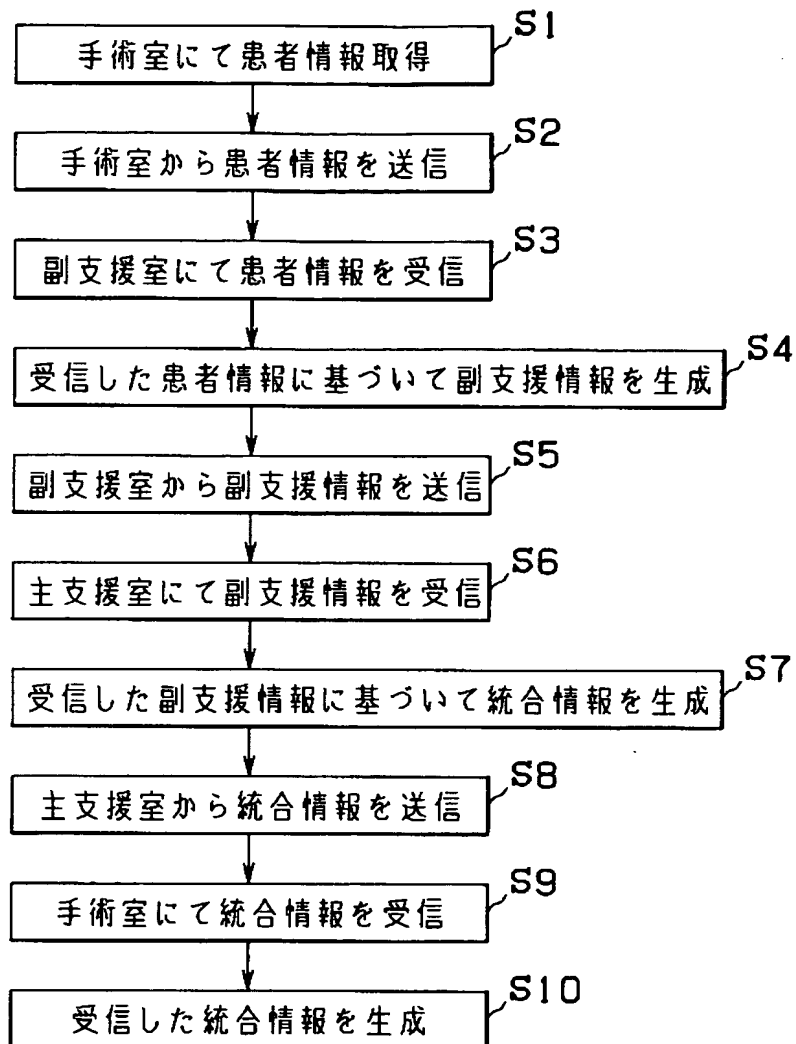 S1
手術室にて患者情報取得
S2
手術室から患者情報を送信
S3
副支援室にて患者情報を受信
S4
受信した患者情報に基づいて副支援情報を生成
S5
副支援室から副支援情報を送信
S6
主支援室にて副支援情報を受信
S7
受信した副支援情報に基づいて統合情報を生成
S8
主支援室から統合情報を送信
S9
手術室にて統合情報を受信
S10
受信した統合情報を生成